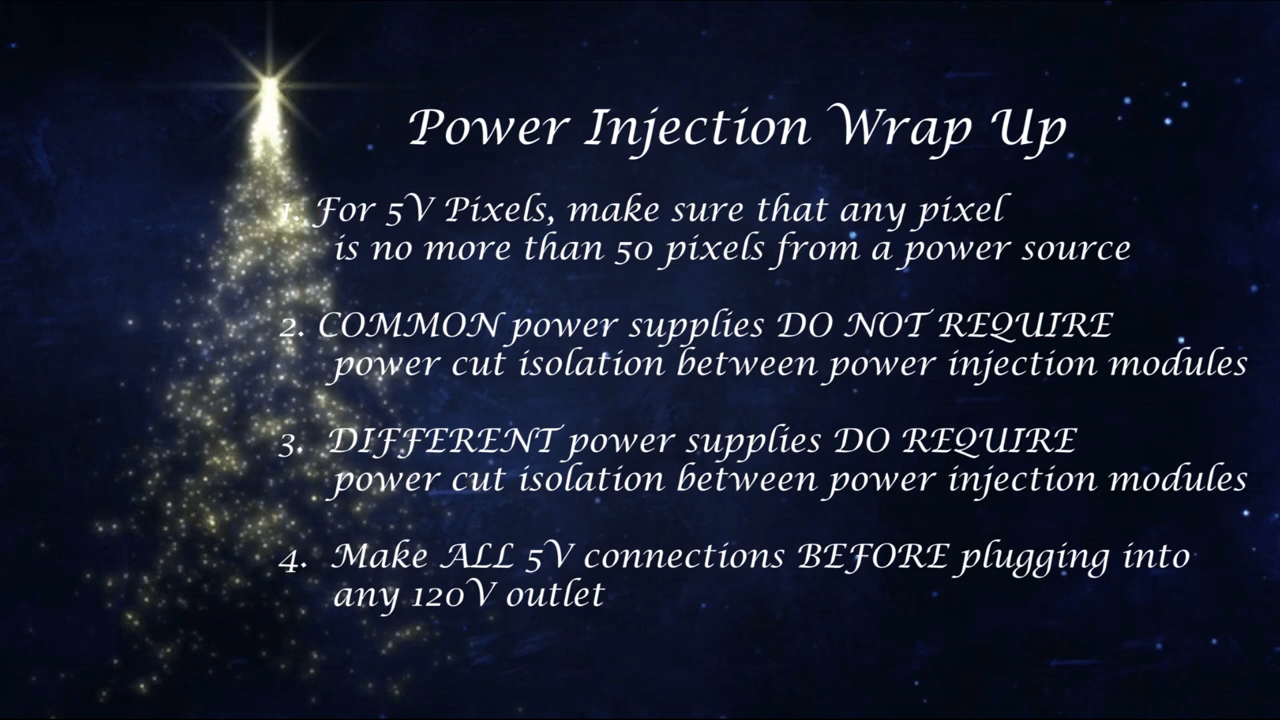 Power Injection Wrap Up
1. For 5V Pixels, make sure that any pixel
is no more than 50 pixels from a power source
2. COMMON power supplies DO NOT REQUIRE
power cut isolation between power injection modules
3. DIFFERENT power supplies DO REQUIRE
power cut isolation between power injection modules
4. Make ALL 5V connections BEFORE plugging into
any 120V outlet